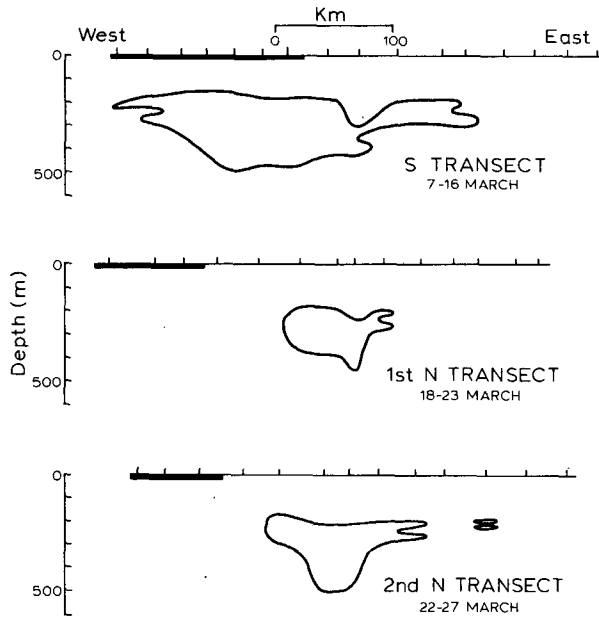 Km
West 0 100 East
0
500
S TRANSECT
7-16 MARCH
0
500
1st N TRANSECT
18-23 MARCH
Depth (m)
0
500
2nd N TRANSECT
22-27 MARCH